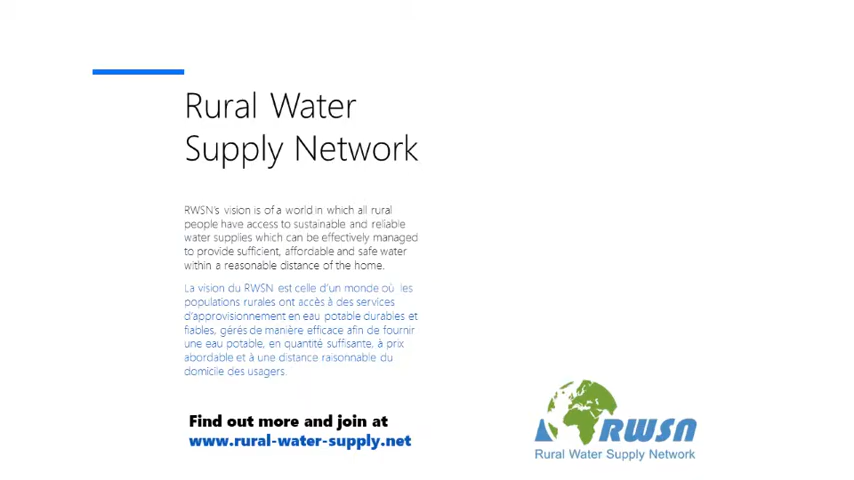 Rural Water
Supply Network
RWSN's vision is of a world in which all rural
people have access to sustainable and reliable
water supplies which can be effectively managed
to provide sufficient, affordable and safe water
within a reasonable distance of the home.
La vision du RWSN est celle d'un monde où les
populations rurales ont accès à des services
d'approvisionnement en eau potable durables et
fiables, gérés de manière efficace afin de fournir
une eau potable, en quantité suffisante, à prix
abordable et à une distance raisonnable du
domicile des usagers.
Find out more and join at
www.rural-water-supply.net
RWSN
Rural Water Supply Network